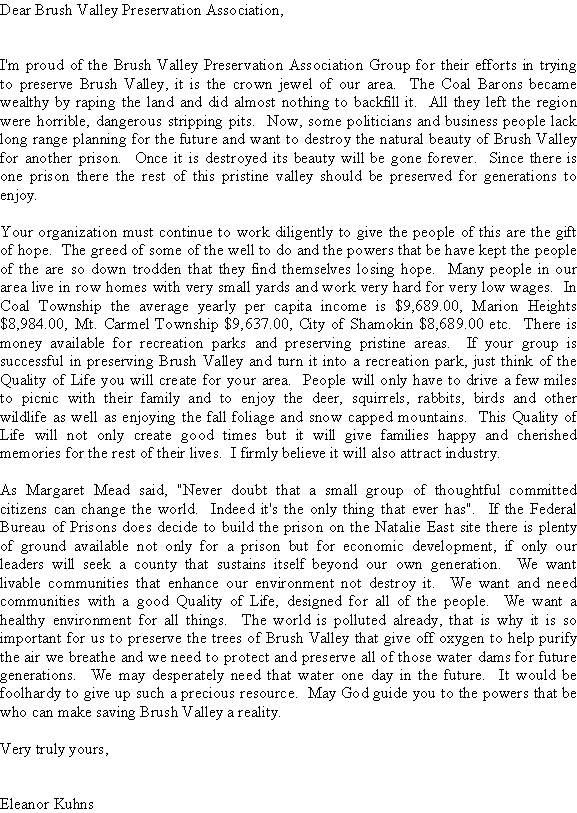 Dear Brush Valley Preservation Association,
I'm proud of the Brush Valley Preservation Association Group for their efforts in trying
to preserve Brush Valley, it is the crown jewel of our area. The Coal Barons became
wealthy by raping the land and did almost nothing to backfill it. All they left the region
were horrible, dangerous stripping pits. Now, some politicians and business people lack
long range planning for the future and want to destroy the natural beauty of Brush Valley
for another prison. Once it is destroyed its beauty will be gone forever. Since there is
one prison there the rest of this pristine valley should be preserved for generations to
enjoy.
Your organization must continue to work diligently to give the people of this are the gift
of hope. The greed of some of the well to do and the powers that be have kept the people
of the are so down trodden that they find themselves losing hope. Many people in our
area live in row homes with very small yards and work very hard for very low wages. In
Coal Township the average yearly per capita income is $9,689.00, Marion Heights
$8,984.00, Mt. Carmel Township $9,637.00, City of Shamokin $8,689.00 etc. There is
money available for recreation parks and preserving pristine areas. If your group is
successful in preserving Brush Valley and turn it into a recreation park, just think of the
Quality of Life you will create for your area. People will only have to drive a few miles
to picnic with their family and to enjoy the deer, squirrels, rabbits, birds and other
wildlife as well as enjoying the fall foliage and snow capped mountains. This Quality of
Life will not only create good times but it will give families happy and cherished
memories for the rest of their lives. I firmly believe it will also attract industry.
As Margaret Mead said, "Never doubt that a small group of thoughtful committed
citizens can change the world. Indeed it's the only thing that ever has". If the Federal
Bureau of Prisons does decide to build the prison on the Natalie East site there is plenty
of ground available not only for a prison but for economic development, if only our
leaders will seek a county that sustains itself beyond our own generation. We want
livable communities that enhance our environment not destroy it. We want and need
communities with a good Quality of Life, designed for all of the people. We want a
healthy environment for all things. The world is polluted already, that is why it is so
important for us to preserve the trees of Brush Valley that give off oxygen to help purify
the air we breathe and we need to protect and preserve all of those water dams for future
generations. We may desperately need that water one day in the future. It would be
foolhardy to give up such a precious resource. May God guide you to the powers that be
who can make saving Brush Valley a reality.
Very truly yours,
Eleanor Kuhns